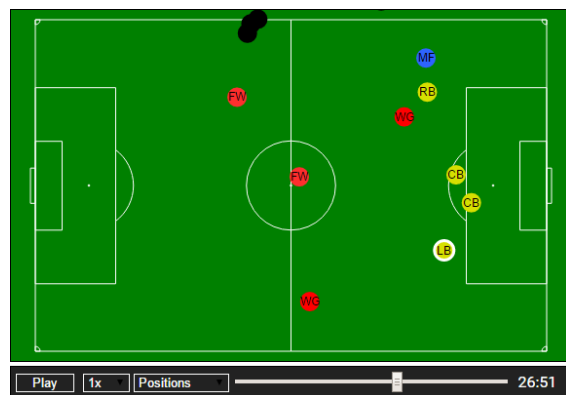 MF
RB
FW
WG
CB
FW
CB
LB
WG
Play 1x Positions 26:51